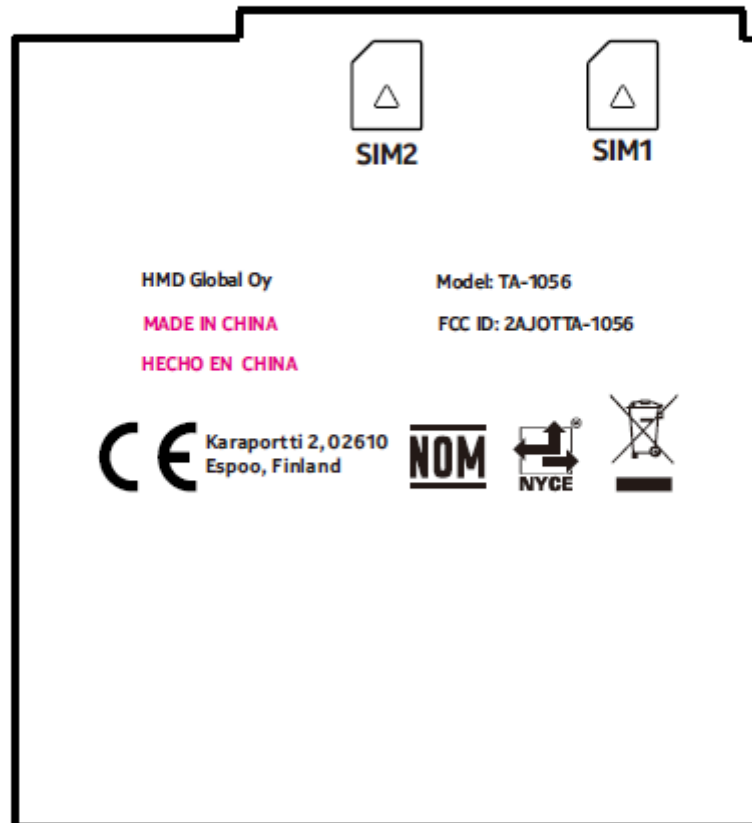 SIM2 SIM1
HMD Global Oy Model: TA-1056
MADE IN CHINA FCC ID: 2AJOTTA-1056
HECHO EN CHINA
CE Karaportti 2, 02610
Espoo, Finland
NOM
NYCE